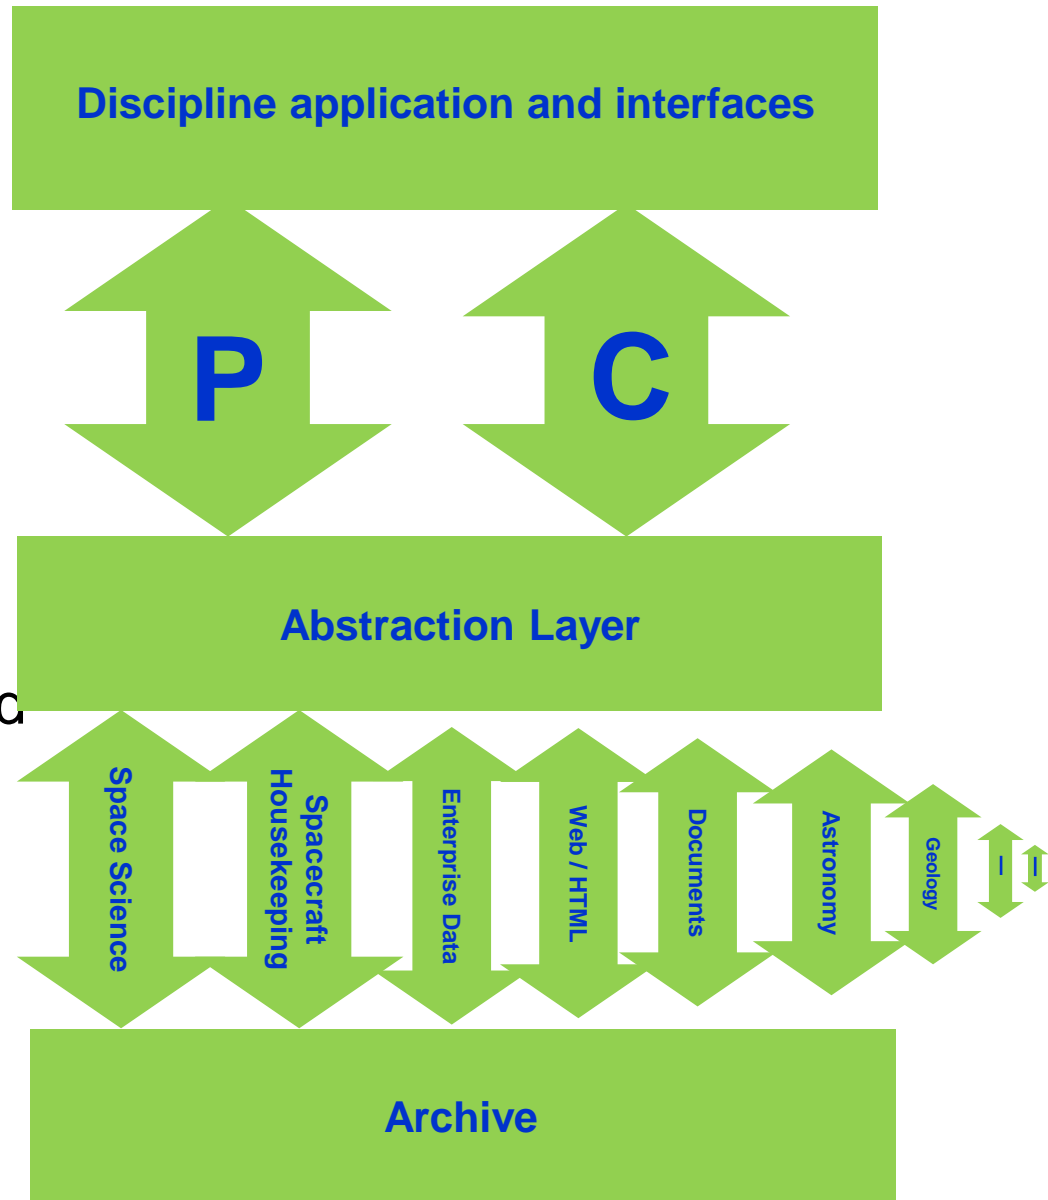 Discipline application and interfaces
P
C
Abstraction Layer
d
Space Science
Spacecraft
Housekeeping
Enterprise Data
Web / HTML
Documents
Astronomy
Geology
I
I
Archive